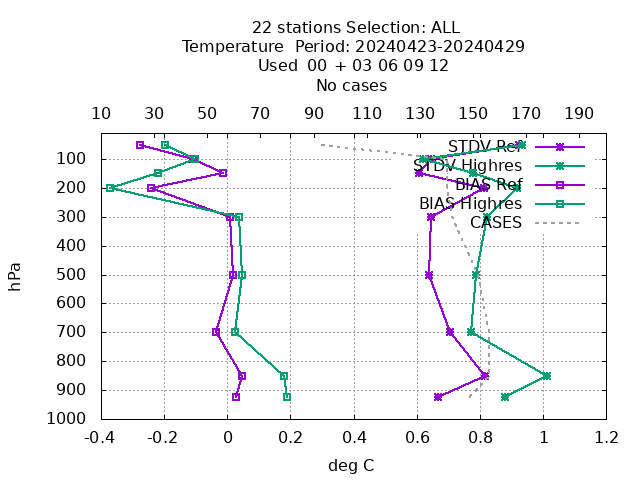 22 stations Selection: ALL
Temperature  Period: 20240423-20240429
Used  00 + 03 06 09 12
No cases
10 30 50 60 70 90 110 130 150 170 190
STDV Ref
STDV Highres
BIAS Ref
BIAS Highres
CASES
100
200
300
400
500
600
700
800
900
1000
hPa
-0.4 -0.2 0 0.2 0.4 0.6 0.8 1 1.2
deg C